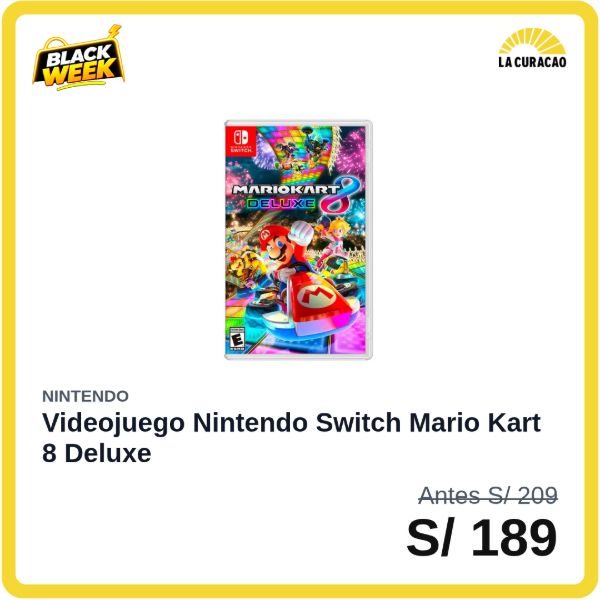 BLACK
WEEK
LA CURACAO
NINTENDO
SWITCH
MARIOKART 8
DELUXE
M
E
NINTENDO
Videojuego Nintendo Switch Mario Kart
8 Deluxe
Antes S/ 209
S/ 189